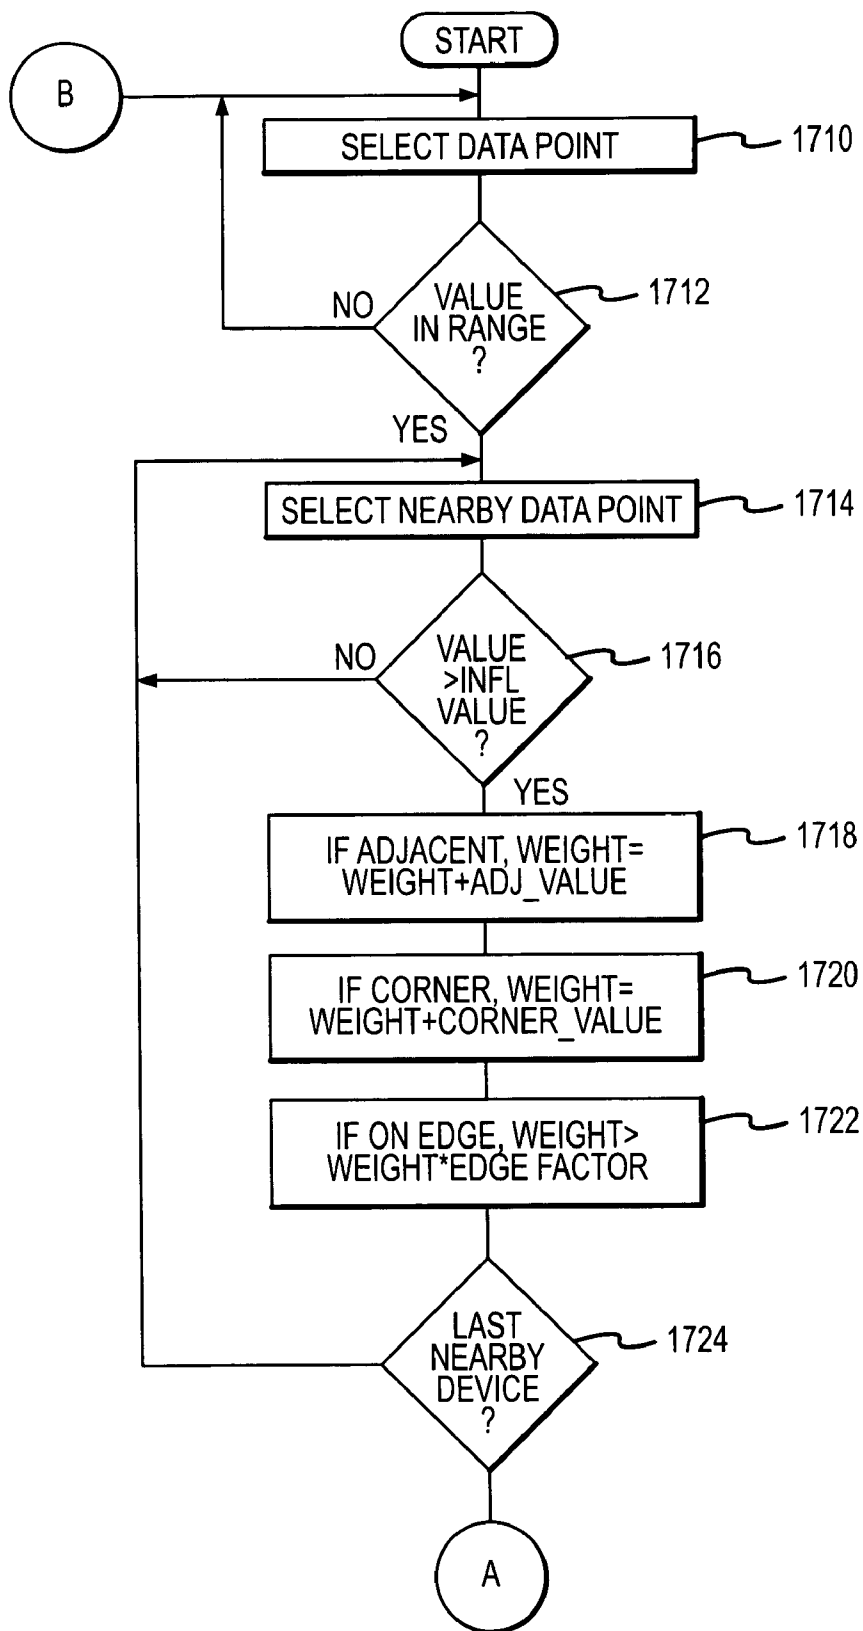 START
B
SELECT DATA POINT
1710
VALUE
IN RANGE
?
1712
NO
YES
SELECT NEARBY DATA POINT
1714
VALUE
>INFL
VALUE
?
1716
NO
YES
IF ADJACENT, WEIGHT=
WEIGHT+ADJ_VALUE
1718
IF CORNER, WEIGHT=
WEIGHT+CORNER_VALUE
1720
IF ON EDGE, WEIGHT>
WEIGHT*EDGE FACTOR
1722
LAST
NEARBY
DEVICE
?
1724
A